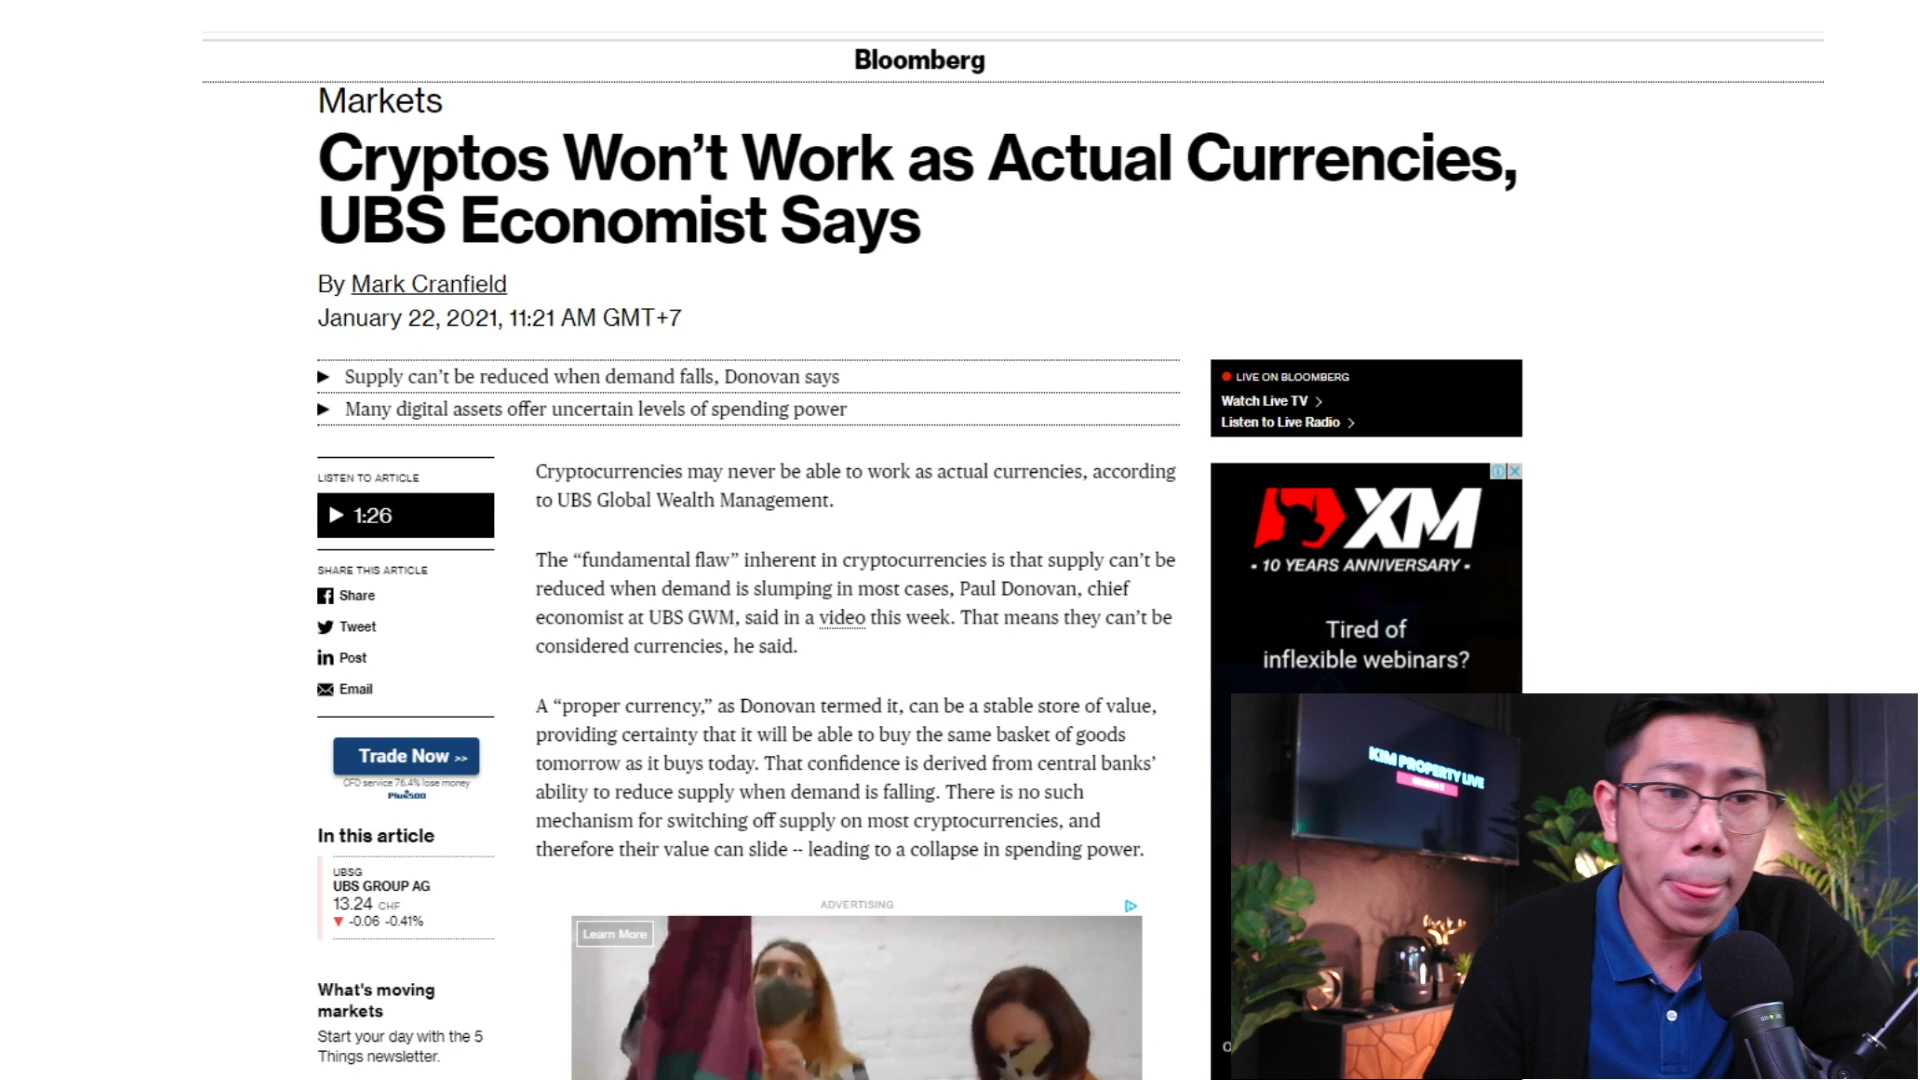 Bloomberg
Markets
Cryptos Won't Work as Actual Currencies,
UBS Economist Says
By Mark Cranfield
January 22, 2021, 11:21 AM GMT+7
▶ Supply can't be reduced when demand falls, Donovan says
▶ Many digital assets offer uncertain levels of spending power
LISTEN TO ARTICLE
▶ 1:26
SHARE THIS ARTICLE
Share
Tweet
in Post
Email
Trade Now >>
CFD service 76.4% lose money
Plus500
In this article
UBSG
UBS GROUP AG
13.24 CHF
▼ -0.06 -0.41%
What's moving
markets
Start your day with the 5
Things newsletter.
Cryptocurrencies may never be able to work as actual currencies, according
to UBS Global Wealth Management.
The “fundamental flaw” inherent in cryptocurrencies is that supply can't be
reduced when demand is slumping in most cases, Paul Donovan, chief
economist at UBS GWM, said in a video this week. That means they can't be
considered currencies, he said.
A “proper currency,” as Donovan termed it, can be a stable store of value,
providing certainty that it will be able to buy the same basket of goods
tomorrow as it buys today. That confidence is derived from central banks'
ability to reduce supply when demand is falling. There is no such
mechanism for switching off supply on most cryptocurrencies, and
therefore their value can slide -- leading to a collapse in spending power.
ADVERTISING
Learn More
LIVE ON BLOOMBERG
Watch Live TV >
Listen to Live Radio >
XM
- 10 YEARS ANNIVERSARY -
Tired of
inflexible webinars?
KIM PROPERTY LIVE